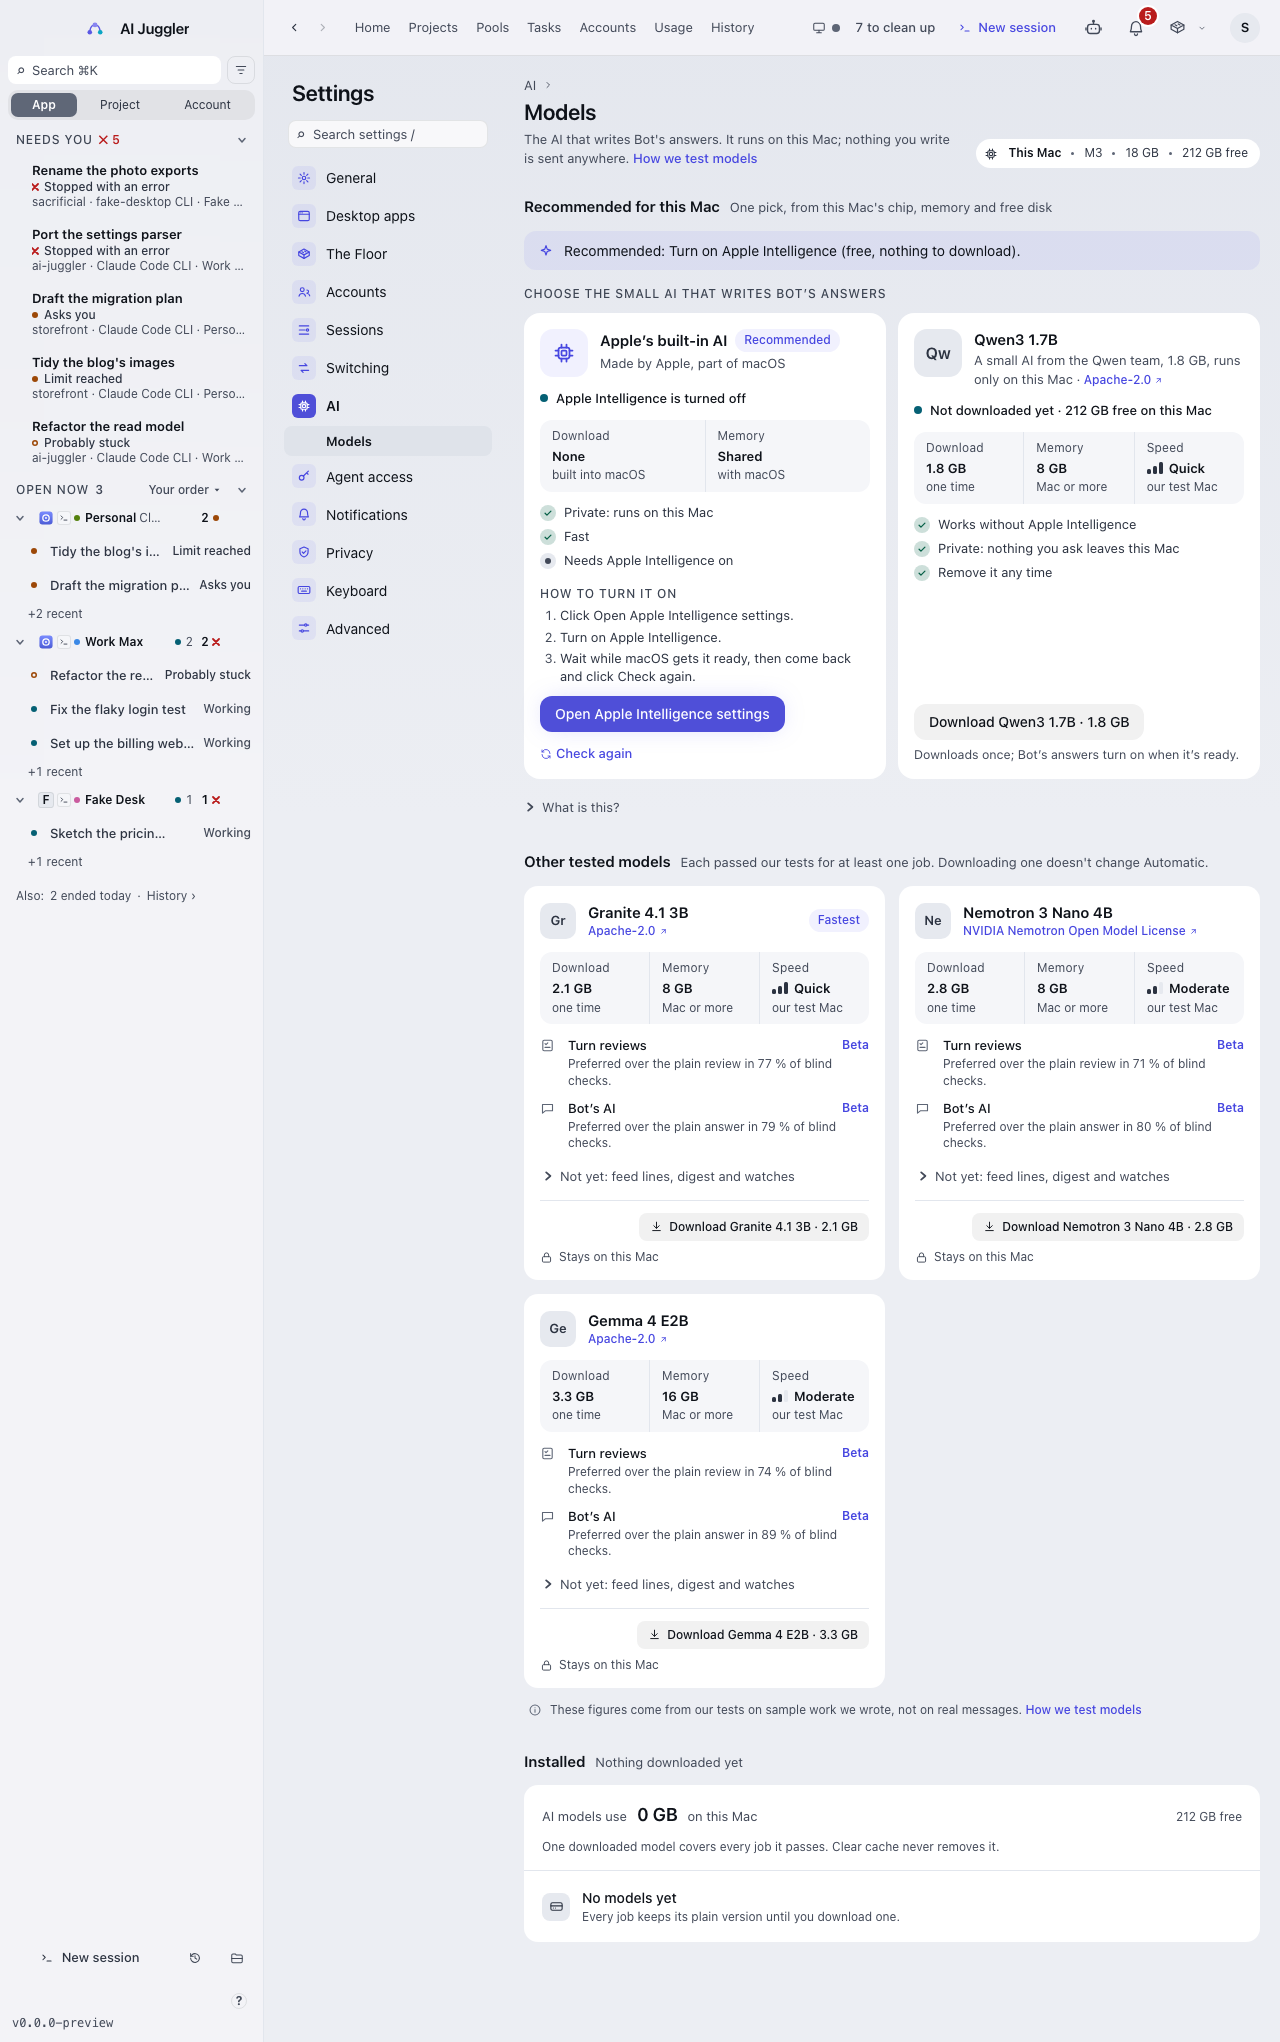 AI Juggler
Search ⌘K
App Project Account
NEEDS YOU 5
Rename the photo exports
Stopped with an error
sacrificial · fake-desktop CLI · Fake ...
Port the settings parser
Stopped with an error
ai-juggler · Claude Code CLI · Work ...
Draft the migration plan
Asks you
storefront · Claude Code CLI · Perso...
Tidy the blog's images
Limit reached
storefront · Claude Code CLI · Perso...
Refactor the read model
Probably stuck
ai-juggler · Claude Code CLI · Work ...
OPEN NOW 3 Your order
Personal Cl... 2
Tidy the blog's i... Limit reached
Draft the migration p... Asks you
+2 recent
Work Max 2 2
Refactor the re... Probably stuck
Fix the flaky login test Working
Set up the billing web... Working
+1 recent
F Fake Desk 1 1
Sketch the pricin... Working
+1 recent
Also: 2 ended today · History ›
New session
?
v0.0.0-preview
Home Projects Pools Tasks Accounts Usage History
7 to clean up
New session
5
S
Settings
Search settings /
General
Desktop apps
The Floor
Accounts
Sessions
Switching
AI
Models
Agent access
Notifications
Privacy
Keyboard
Advanced
AI ›
Models
The AI that writes Bot's answers. It runs on this Mac; nothing you write
is sent anywhere. How we test models
This Mac • M3 • 18 GB • 212 GB free
Recommended for this Mac One pick, from this Mac's chip, memory and free disk
Recommended: Turn on Apple Intelligence (free, nothing to download).
CHOOSE THE SMALL AI THAT WRITES BOT’S ANSWERS
Apple’s built-in AI Recommended
Made by Apple, part of macOS
Apple Intelligence is turned off
Download Memory
None Shared
built into macOS with macOS
Private: runs on this Mac
Fast
Needs Apple Intelligence on
HOW TO TURN IT ON
1. Click Open Apple Intelligence settings.
2. Turn on Apple Intelligence.
3. Wait while macOS gets it ready, then come back
and click Check again.
Open Apple Intelligence settings
Check again
Qw
Qwen3 1.7B
A small AI from the Qwen team, 1.8 GB, runs
only on this Mac · Apache-2.0 ↗
Not downloaded yet · 212 GB free on this Mac
Download Memory Speed
1.8 GB 8 GB Quick
one time Mac or more our test Mac
Works without Apple Intelligence
Private: nothing you ask leaves this Mac
Remove it any time
Download Qwen3 1.7B · 1.8 GB
Downloads once; Bot’s answers turn on when it’s ready.
What is this?
Other tested models Each passed our tests for at least one job. Downloading one doesn't change Automatic.
Gr
Granite 4.1 3B
Apache-2.0 ↗
Fastest
Download Memory Speed
2.1 GB 8 GB Quick
one time Mac or more our test Mac
Turn reviews Beta
Preferred over the plain review in 77 % of blind
checks.
Bot’s AI Beta
Preferred over the plain answer in 79 % of blind
checks.
Not yet: feed lines, digest and watches
Download Granite 4.1 3B · 2.1 GB
Stays on this Mac
Ne
Nemotron 3 Nano 4B
NVIDIA Nemotron Open Model License ↗
Download Memory Speed
2.8 GB 8 GB Moderate
one time Mac or more our test Mac
Turn reviews Beta
Preferred over the plain review in 71 % of blind
checks.
Bot’s AI Beta
Preferred over the plain answer in 80 % of blind
checks.
Not yet: feed lines, digest and watches
Download Nemotron 3 Nano 4B · 2.8 GB
Stays on this Mac
Ge
Gemma 4 E2B
Apache-2.0 ↗
Download Memory Speed
3.3 GB 16 GB Moderate
one time Mac or more our test Mac
Turn reviews Beta
Preferred over the plain review in 74 % of blind
checks.
Bot’s AI Beta
Preferred over the plain answer in 89 % of blind
checks.
Not yet: feed lines, digest and watches
Download Gemma 4 E2B · 3.3 GB
Stays on this Mac
These figures come from our tests on sample work we wrote, not on real messages. How we test models
Installed Nothing downloaded yet
AI models use 0 GB on this Mac 212 GB free
One downloaded model covers every job it passes. Clear cache never removes it.
No models yet
Every job keeps its plain version until you download one.